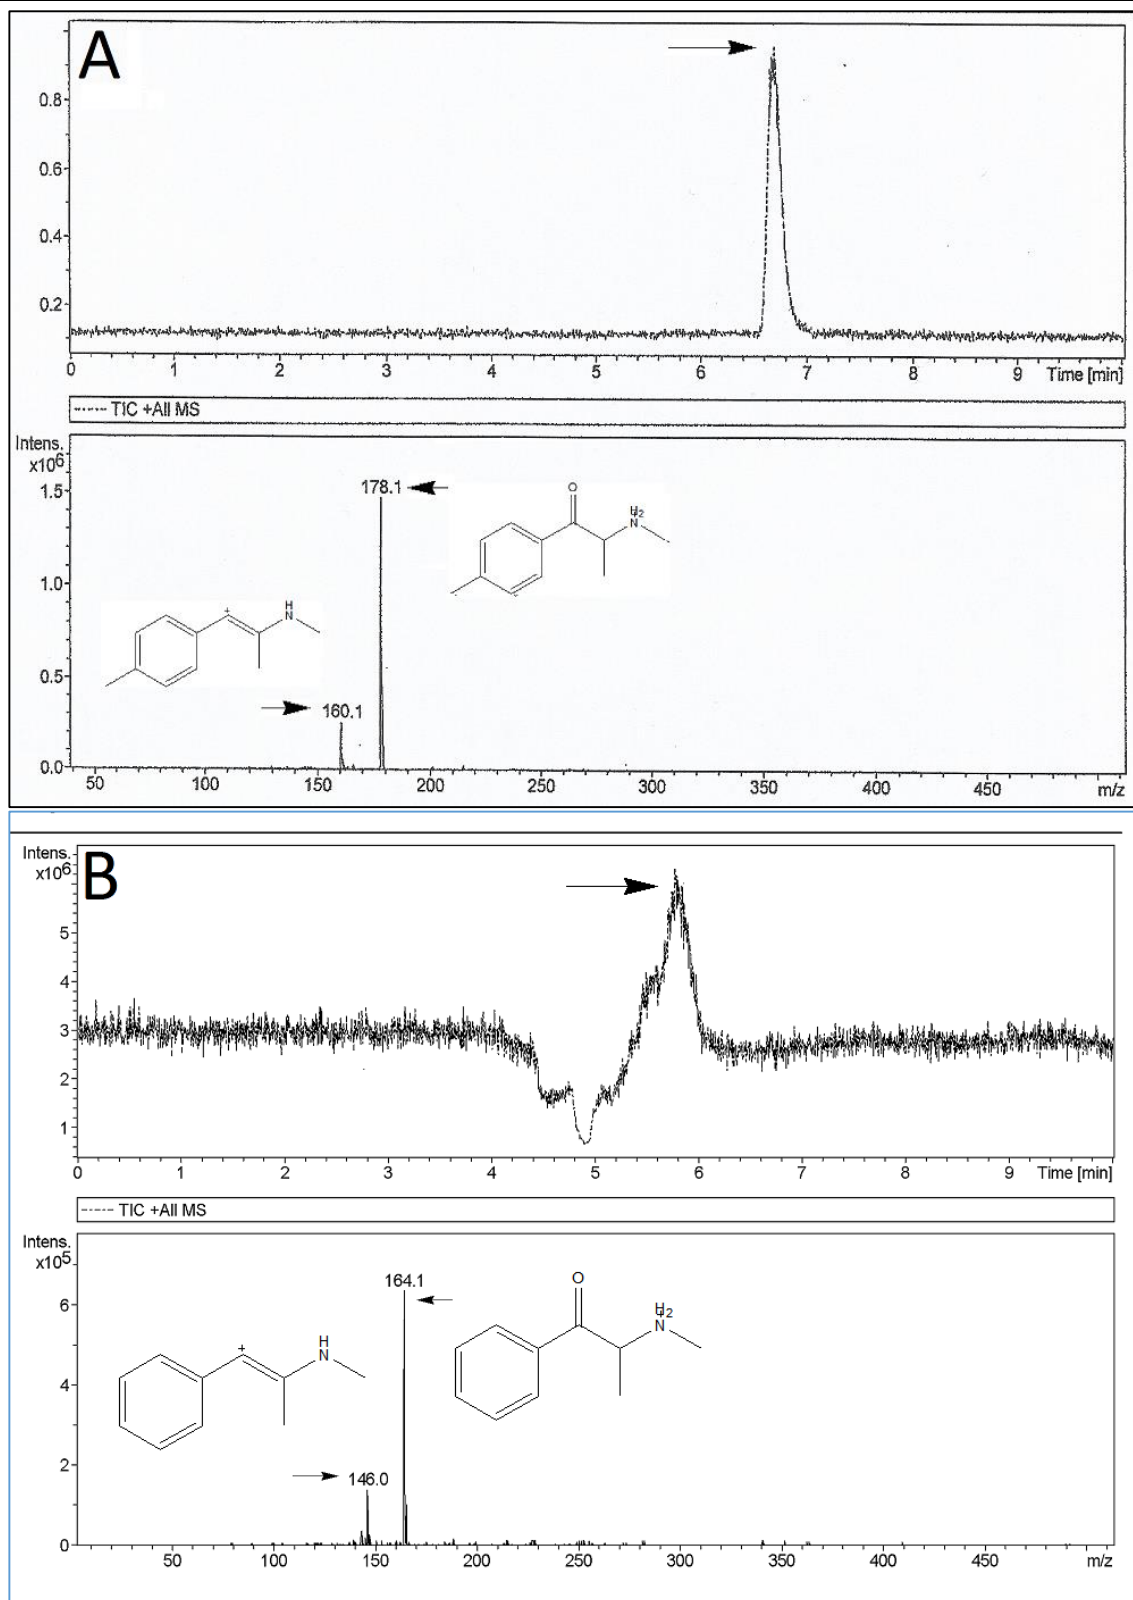 A
0.8
0.6
0.4
0.2
0 1 2 3 4 5 6 7 8 9 Time [min]
TIC +All MS
Intens.
x10⁶
1.5
1.0
0.5
0.0
178.1
O
H2
N
+
H
N
160.1
50 100 150 200 250 300 350 400 450 m/z
B
Intens.
x10⁶
5
4
3
2
1
0 1 2 3 4 5 6 7 8 9 Time [min]
TIC +All MS
Intens.
x10⁵
6
4
2
0
164.1
O
H2
N
+
H
N
146.0
50 100 150 200 250 300 350 400 450 m/z